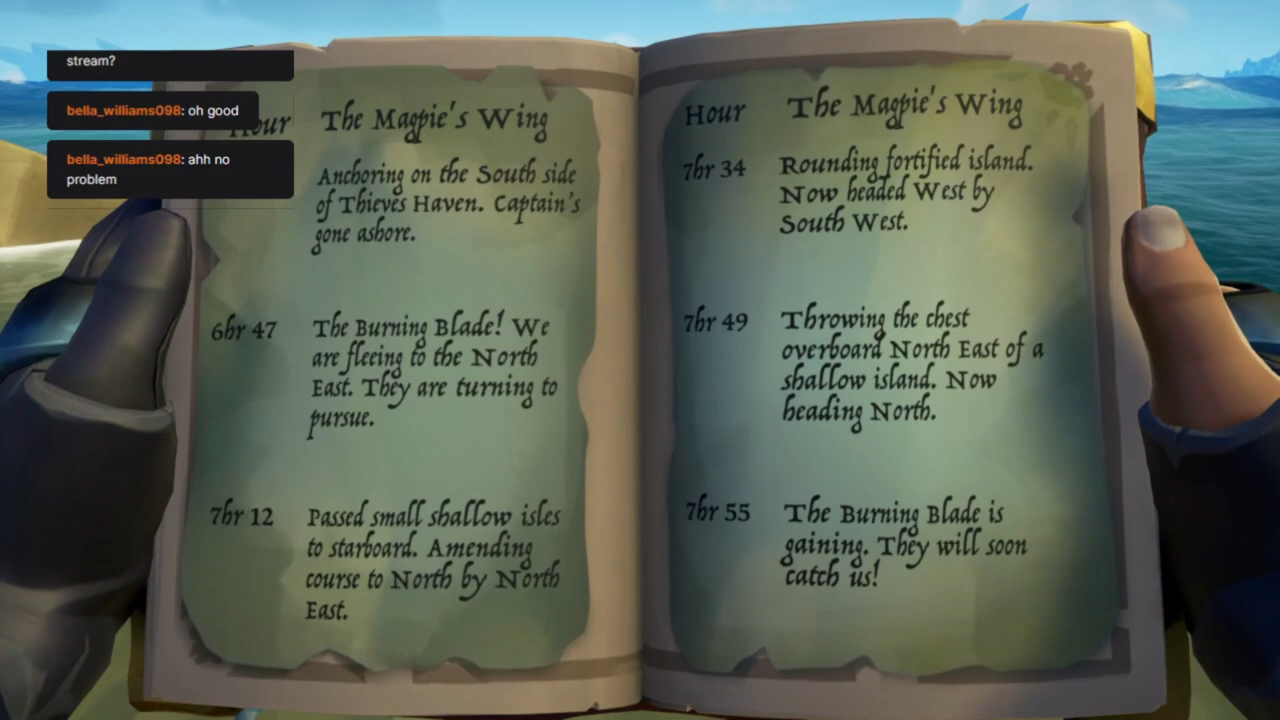 stream?
bella_williams098: oh good
bella_williams098: ahh no
problem
Hour The Magpie's Wing
Anchoring on the South side
of Thieves Haven. Captain's
gone ashore.
6hr 47 The Burning Blade! We
are fleeing to the North
East. They are turning to
pursue.
7hr 12 Passed small shallow isles
to starboard. Amending
course to North by North
East.
Hour The Magpie's Wing
7hr 34 Rounding fortified island.
Now headed West by
South West.
7hr 49 Throwing the chest
overboard North East of a
shallow island. Now
heading North.
7hr 55 The Burning Blade is
gaining. They will soon
catch us!